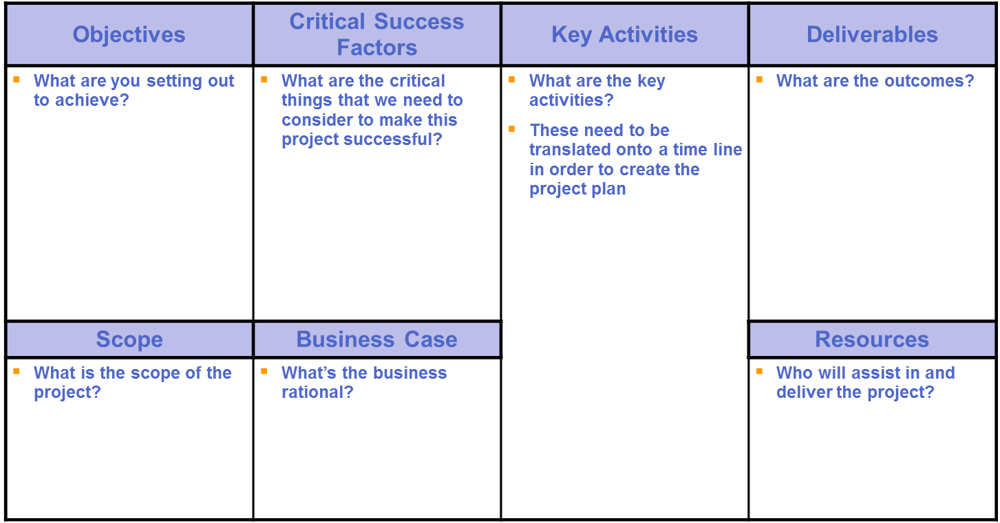 Objectives
Critical Success
Factors
Key Activities
Deliverables
What are you setting out
to achieve?
What are the critical
things that we need to
consider to make this
project successful?
What are the key
activities?
These need to be
translated onto a time line
in order to create the
project plan
What are the outcomes?
Scope
Business Case
Resources
What is the scope of the
project?
What’s the business
rational?
Who will assist in and
deliver the project?